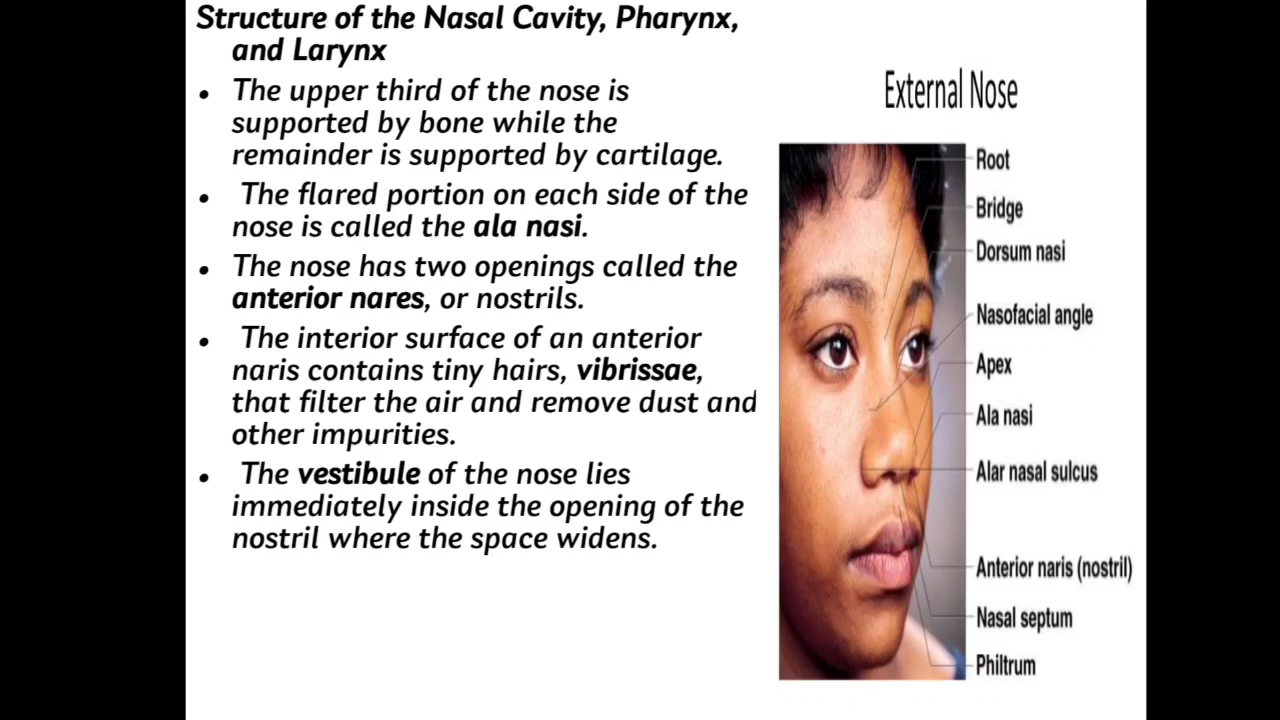 Structure of the Nasal Cavity, Pharynx,
and Larynx
• The upper third of the nose is
supported by bone while the
remainder is supported by cartilage.
• The flared portion on each side of the
nose is called the ala nasi.
• The nose has two openings called the
anterior nares, or nostrils.
• The interior surface of an anterior
naris contains tiny hairs, vibrissae,
that filter the air and remove dust and
other impurities.
• The vestibule of the nose lies
immediately inside the opening of the
nostril where the space widens.
External Nose
Root
Bridge
Dorsum nasi
Nasofacial angle
Apex
Ala nasi
Alar nasal sulcus
Anterior naris (nostril)
Nasal septum
Philtrum